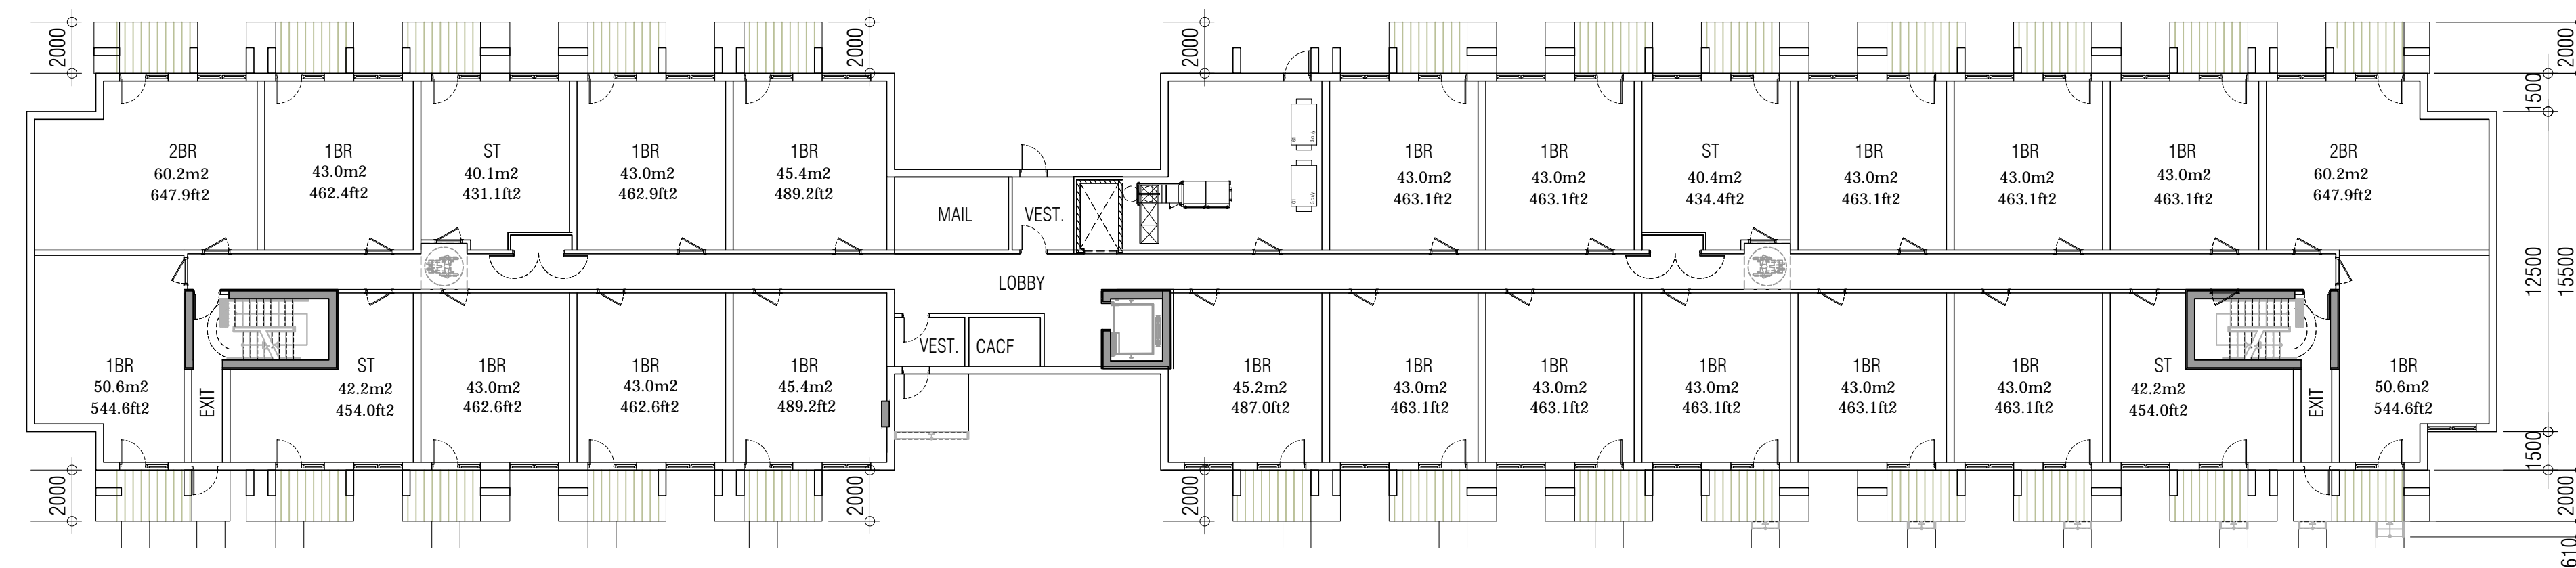 2000
2000
2000
2000
1500
12500
15500
1500
2000
610
2000
2000
2000
2BR
60.2m2
647.9ft2
1BR
43.0m2
462.4ft2
ST
40.1m2
431.1ft2
1BR
43.0m2
462.9ft2
1BR
45.4m2
489.2ft2
MAIL
VEST.
1BR
43.0m2
463.1ft2
1BR
43.0m2
463.1ft2
ST
40.4m2
434.4ft2
1BR
43.0m2
463.1ft2
1BR
43.0m2
463.1ft2
1BR
43.0m2
463.1ft2
2BR
60.2m2
647.9ft2
LOBBY
1BR
50.6m2
544.6ft2
EXIT
ST
42.2m2
454.0ft2
1BR
43.0m2
462.6ft2
1BR
43.0m2
462.6ft2
1BR
45.4m2
489.2ft2
VEST.
CACF
1BR
45.2m2
487.0ft2
1BR
43.0m2
463.1ft2
1BR
43.0m2
463.1ft2
1BR
43.0m2
463.1ft2
1BR
43.0m2
463.1ft2
1BR
43.0m2
463.1ft2
ST
42.2m2
454.0ft2
EXIT
1BR
50.6m2
544.6ft2